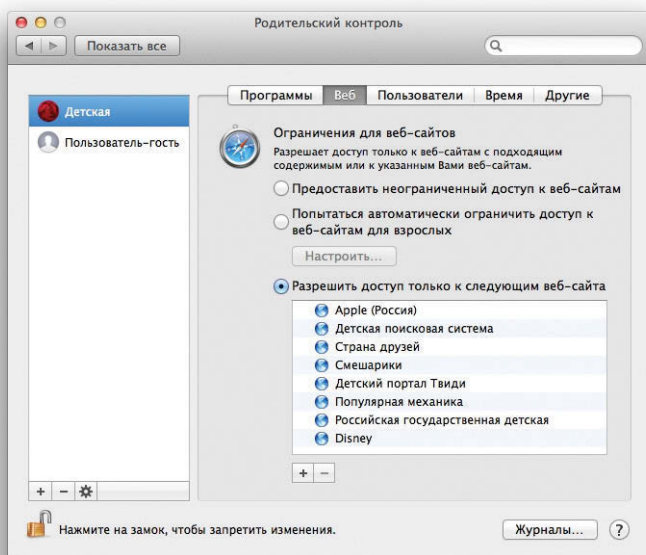 Родительский контроль
Показать все
Детская
Пользователь-гость
Программы Веб Пользователи Время Другие
Ограничения для веб-сайтов
Разрешает доступ только к веб-сайтам с подходящим
содержимым или к указанным Вами веб-сайтам.
Предоставить неограниченный доступ к веб-сайтам
Попытаться автоматически ограничить доступ к
веб-сайтам для взрослых
Настроить...
Разрешить доступ только к следующим веб-сайта
Apple (Россия)
Детская поисковая система
Страна друзей
Смешарики
Детский портал Твиди
Популярная механика
Российская государственная детская
Disney
+ −
+ −
Нажмите на замок, чтобы запретить изменения.
Журналы... ?